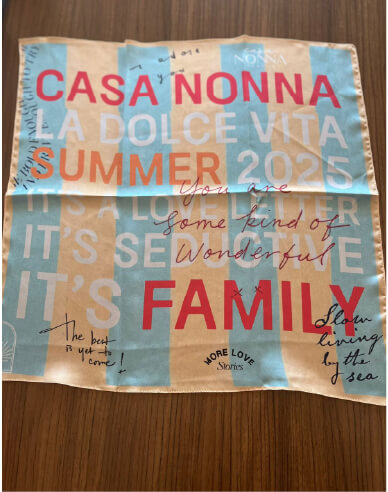 I adore
you
NONNA
CASA NONNA
LA DOLCE VITA
SUMMER 2025
IT'S A LOVE LETTER
You are
some kind of
Wonderful
IT'S SEDUCTIVE
IT'S FAMILY
xx
The best
is yet to
come!
MORE LOVE
Stories
Slow
living
by the
sea